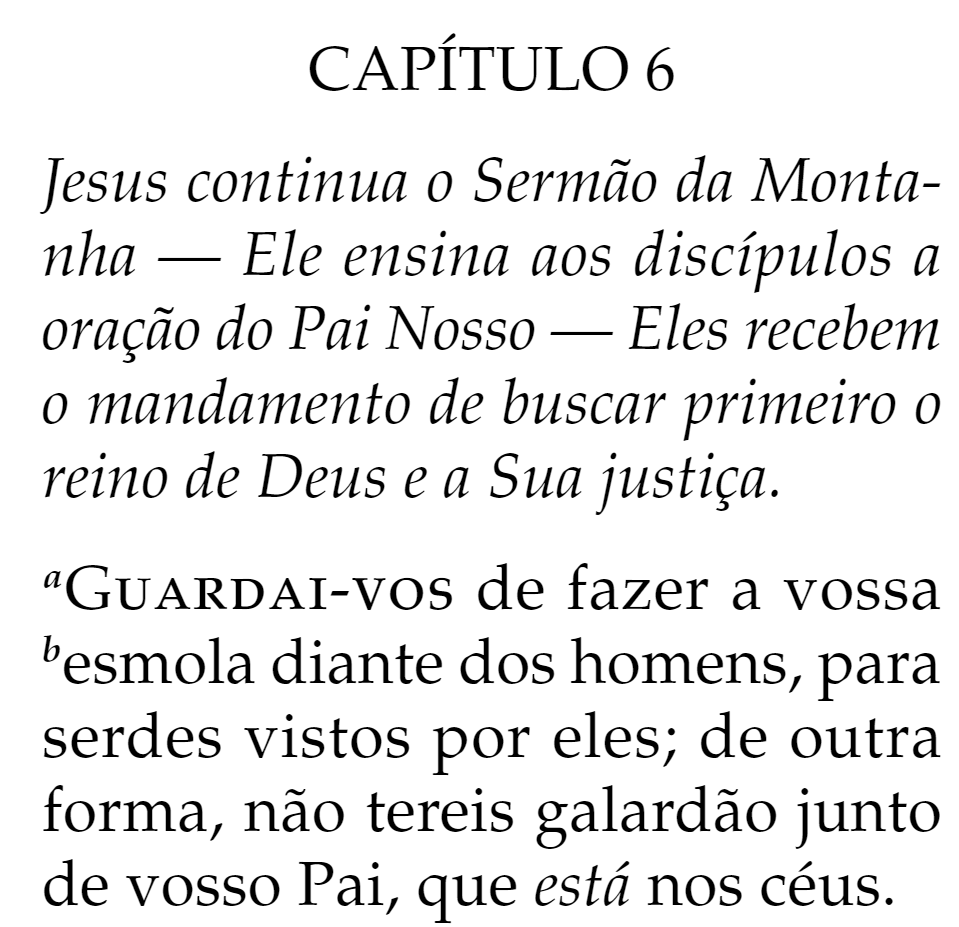 CAPÍTULO 6
Jesus continua o Sermão da Monta-
nha — Ele ensina aos discípulos a
oração do Pai Nosso — Eles recebem
o mandamento de buscar primeiro o
reino de Deus e a Sua justiça.
aGuardai-vos de fazer a vossa
besmola diante dos homens, para
serdes vistos por eles; de outra
forma, não tereis galardão junto
de vosso Pai, que está nos céus.